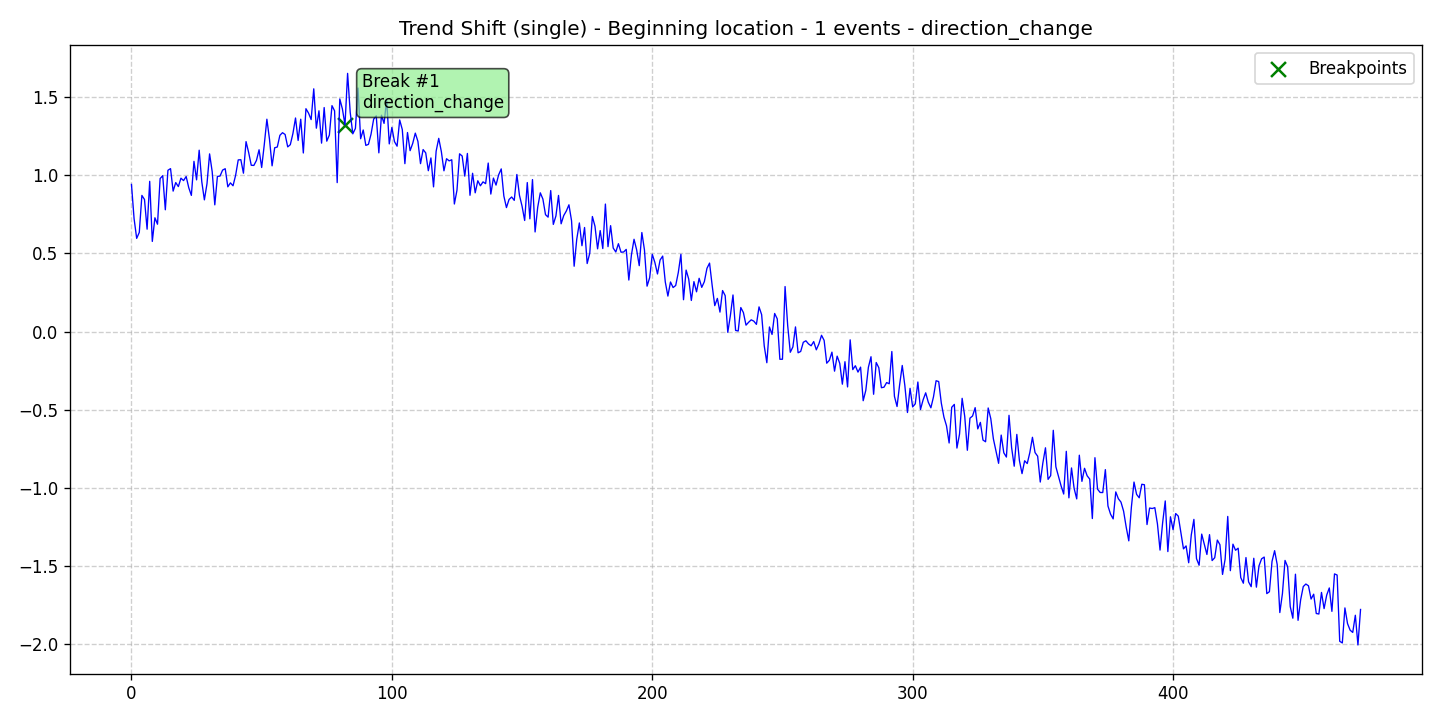 Trend Shift (single) - Beginning location - 1 events - direction_change
Breakpoints
Break #1
direction_change
1.5
1.0
0.5
0.0
−0.5
−1.0
−1.5
−2.0
0 100 200 300 400